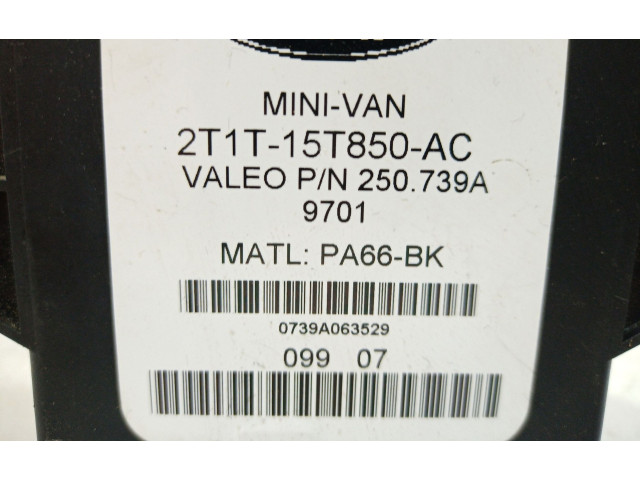 MINI-VAN
2T1T-15T850-AC
VALEO P/N 250.739A
9701
MATL: PA66-BK
0739A063529
099 07